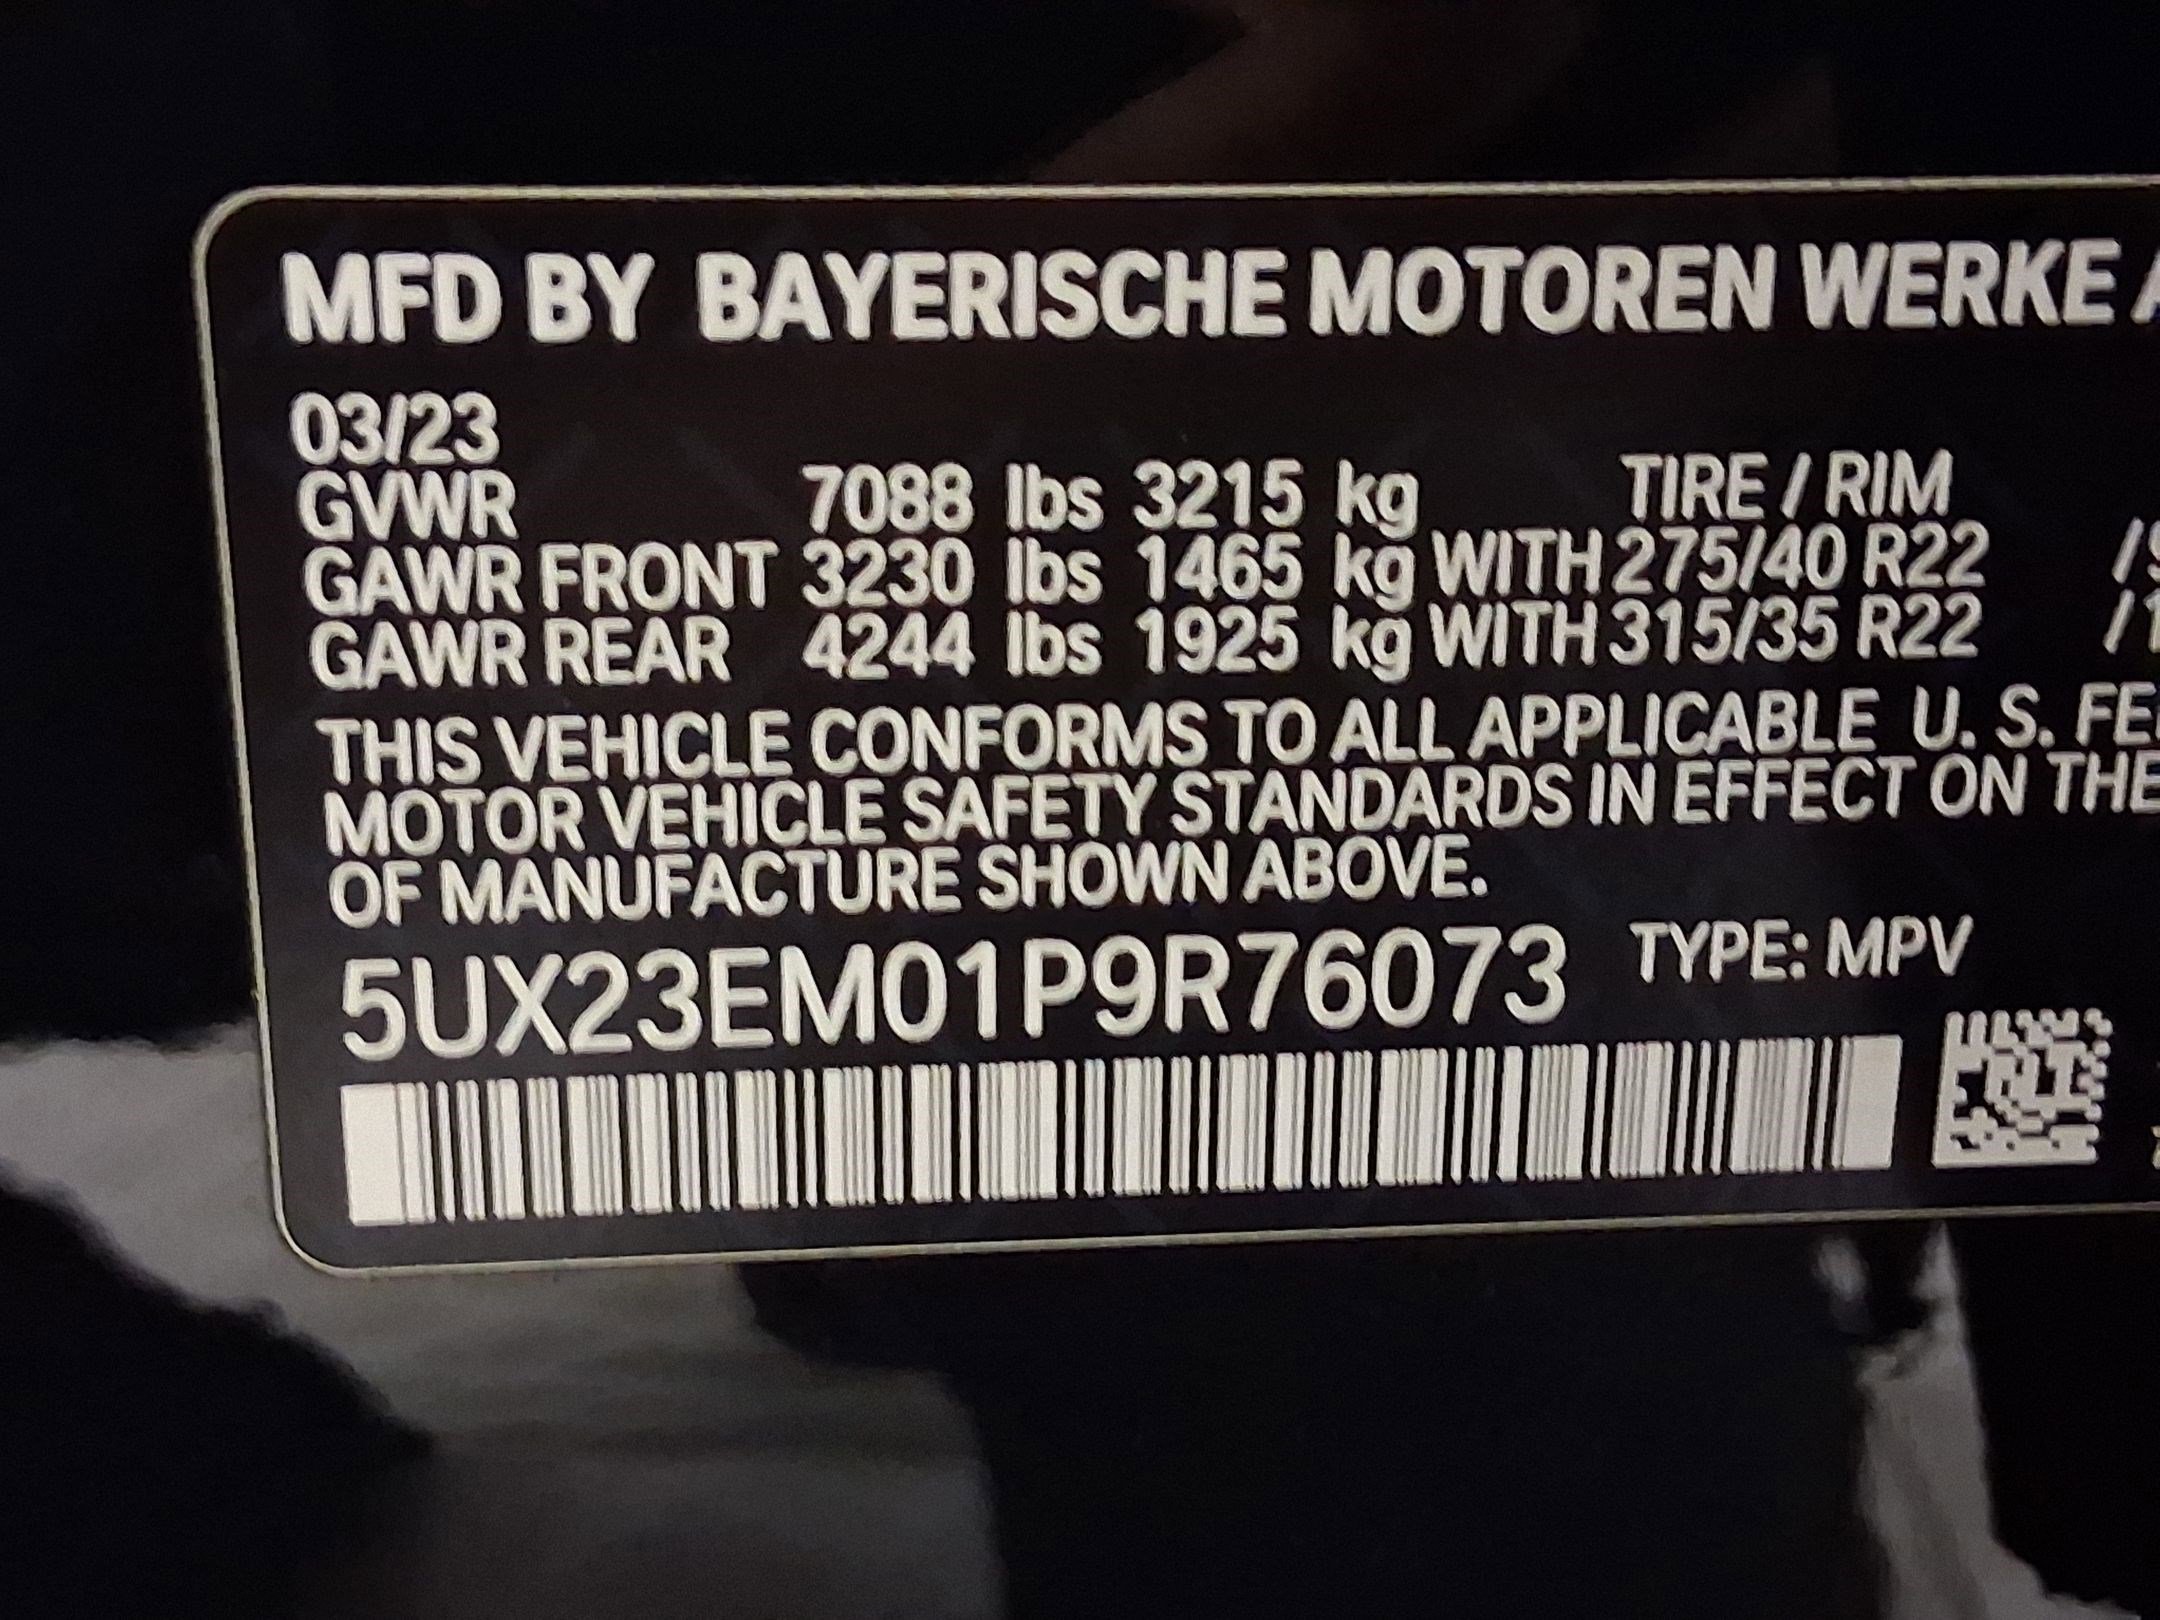 MFD BY BAYERISCHE MOTOREN WERKE
03/23
GVWR 7088 lbs 3215 kg TIRE / RIM
GAWR FRONT 3230 lbs 1465 kg WITH 275/40 R22
GAWR REAR 4244 lbs 1925 kg WITH 315/35 R22
THIS VEHICLE CONFORMS TO ALL APPLICABLE U. S.
MOTOR VEHICLE SAFETY STANDARDS IN EFFECT ON THE
OF MANUFACTURE SHOWN ABOVE.
5UX23EM01P9R76073 TYPE: MPV